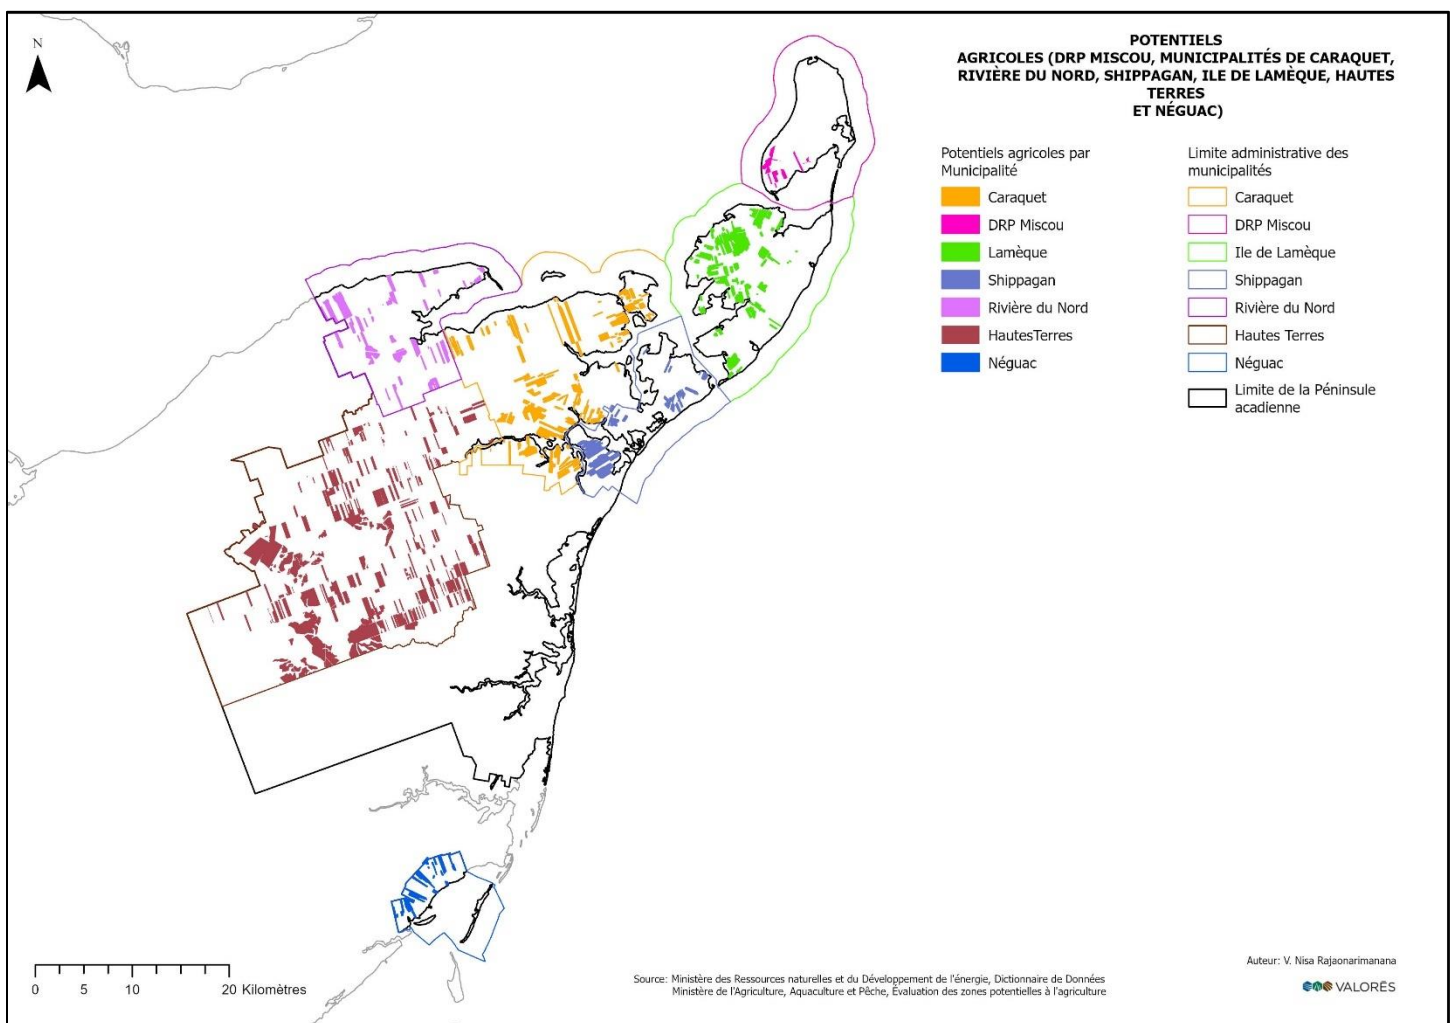 N
POTENTIELS
AGRICOLES (DRP MISCOU, MUNICIPALITÉS DE CARAQUET,
RIVIÈRE DU NORD, SHIPPAGAN, ILE DE LAMÈQUE, HAUTES
TERRES
ET NÉGUAC)
Potentiels agricoles par
Municipalité
Caraquet
DRP Miscou
Lamèque
Shippagan
Rivière du Nord
HautesTerres
Néguac
Limite administrative des
municipalités
Caraquet
DRP Miscou
Ile de Lamèque
Shippagan
Rivière du Nord
Hautes Terres
Néguac
Limite de la Péninsule
acadienne
0 5 10 20 Kilomètres
Source: Ministère des Ressources naturelles et du Développement de l'énergie, Dictionnaire de Données
Ministère de l'Agriculture, Aquaculture et Pêche, Évaluation des zones potentielles à l'agriculture
Auteur: V. Nisa Rajaonarimanana
VALORĒS